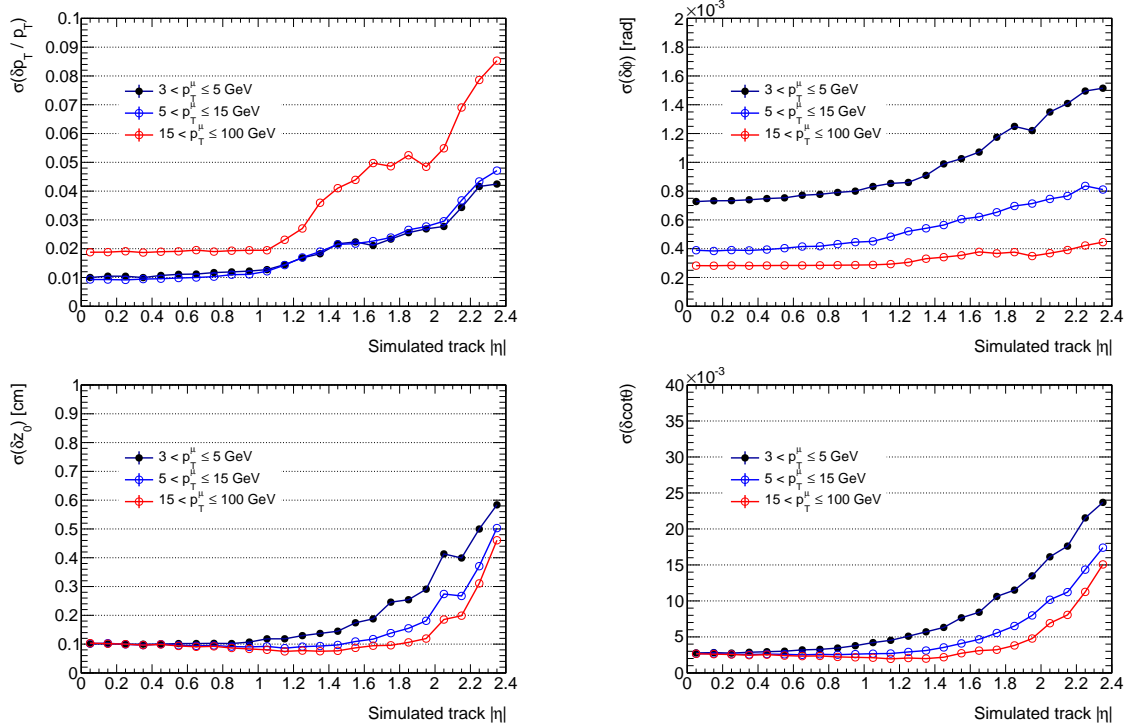 σ(δp_T / p_T)
0.1
0.09
0.08
0.07
0.06
0.05
0.04
0.03
0.02
0.01
0
3 < p_T^μ ≤ 5 GeV
5 < p_T^μ ≤ 15 GeV
15 < p_T^μ ≤ 100 GeV
0 0.2 0.4 0.6 0.8 1 1.2 1.4 1.6 1.8 2 2.2 2.4
Simulated track |η|
×10^-3
σ(δϕ) [rad]
2
1.8
1.6
1.4
1.2
1
0.8
0.6
0.4
0.2
0
3 < p_T^μ ≤ 5 GeV
5 < p_T^μ ≤ 15 GeV
15 < p_T^μ ≤ 100 GeV
0 0.2 0.4 0.6 0.8 1 1.2 1.4 1.6 1.8 2 2.2 2.4
Simulated track |η|
σ(δz_0) [cm]
1
0.9
0.8
0.7
0.6
0.5
0.4
0.3
0.2
0.1
0
3 < p_T^μ ≤ 5 GeV
5 < p_T^μ ≤ 15 GeV
15 < p_T^μ ≤ 100 GeV
0 0.2 0.4 0.6 0.8 1 1.2 1.4 1.6 1.8 2 2.2 2.4
Simulated track |η|
×10^-3
σ(δcotθ)
40
35
30
25
20
15
10
5
0
3 < p_T^μ ≤ 5 GeV
5 < p_T^μ ≤ 15 GeV
15 < p_T^μ ≤ 100 GeV
0 0.2 0.4 0.6 0.8 1 1.2 1.4 1.6 1.8 2 2.2 2.4
Simulated track |η|